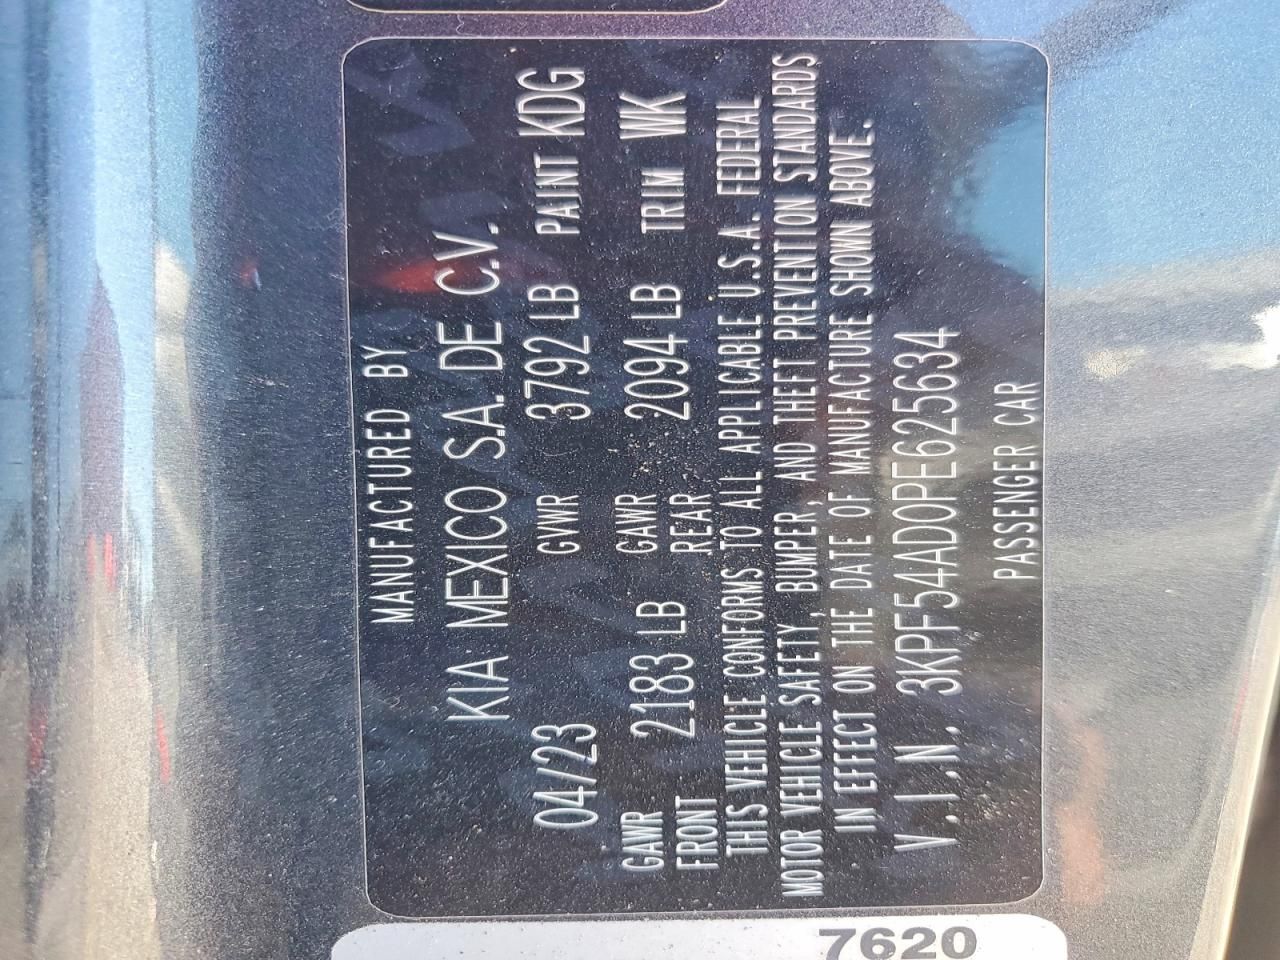 MANUFACTURED BY
KIA MEXICO S.A. DE C.V.
04/23 GVWR 3792 LB PAINT KDG
GAWR FRONT 2183 LB GAWR REAR 2094 LB TRIM WK
THIS VEHICLE CONFORMS TO ALL APPLICABLE U.S.A. FEDERAL
MOTOR VEHICLE SAFETY, BUMPER, AND THEFT PREVENTION STANDARDS
IN EFFECT ON THE DATE OF MANUFACTURE SHOWN ABOVE.
V.I.N. 3KPF54AD0PE625634
PASSENGER CAR
7620